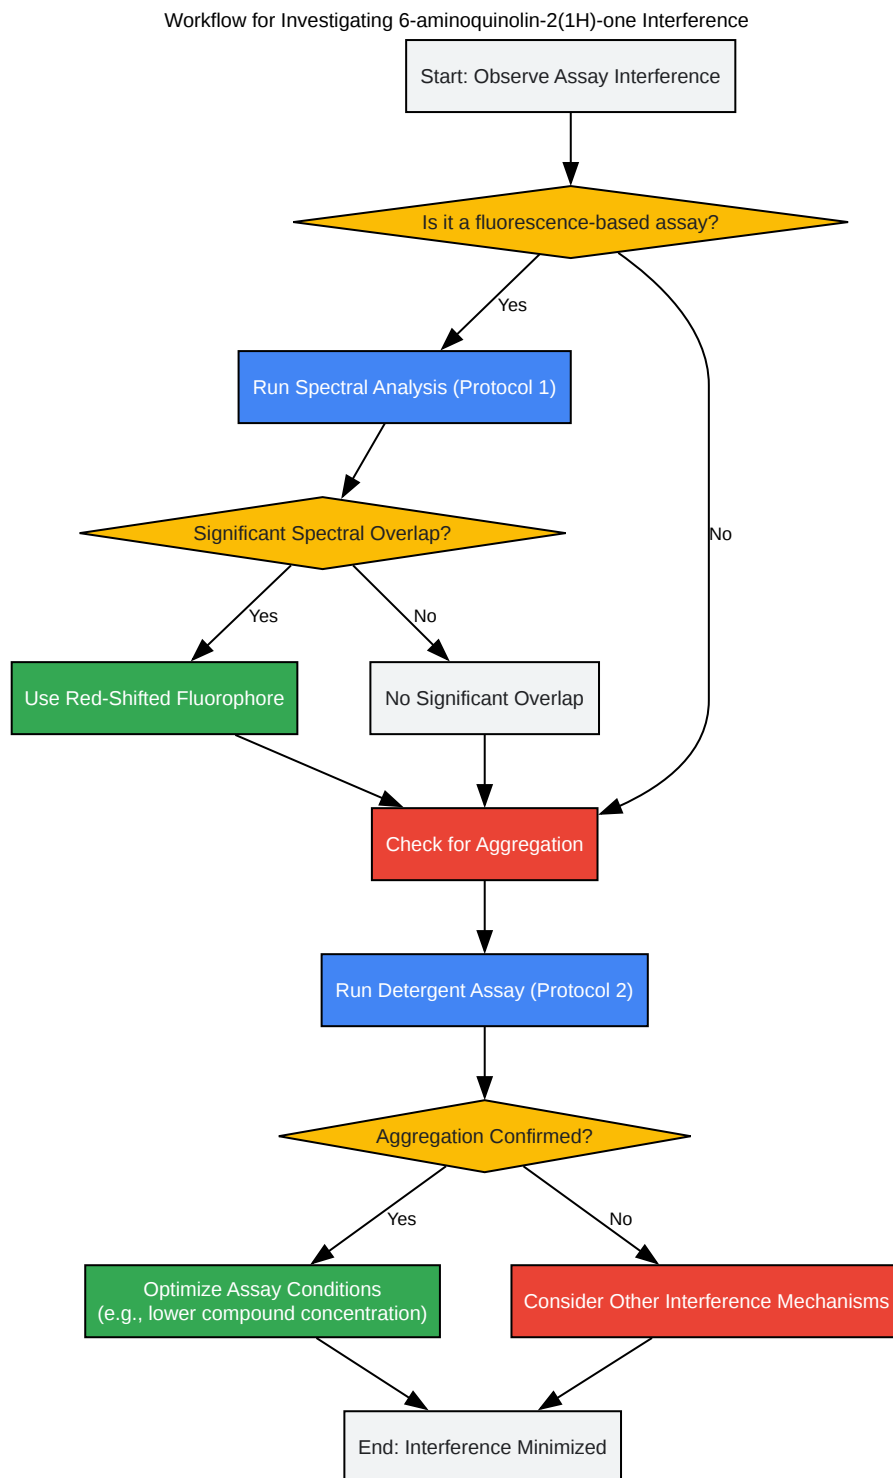 Workflow for Investigating 6-aminoquinolin-2(1H)-one Interference
Start: Observe Assay Interference
Is it a fluorescence-based assay?
Yes
Run Spectral Analysis (Protocol 1)
Significant Spectral Overlap?
No
Yes
No
Use Red-Shifted Fluorophore
No Significant Overlap
Check for Aggregation
Run Detergent Assay (Protocol 2)
Aggregation Confirmed?
Yes
No
Optimize Assay Conditions
(e.g., lower compound concentration)
Consider Other Interference Mechanisms
End: Interference Minimized